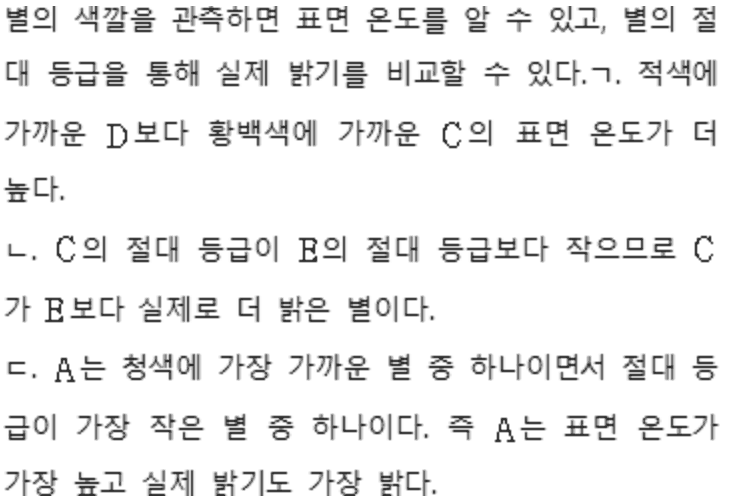 별의 색깔을 관측하면 표면 온도를 알 수 있고, 별의 절
대 등급을 통해 실제 밝기를 비교할 수 있다.ㄱ. 적색에
가까운 D보다 황백색에 가까운 C의 표면 온도가 더
높다.
ㄴ. C의 절대 등급이 E의 절대 등급보다 작으므로 C
가 E보다 실제로 더 밝은 별이다.
ㄷ. A는 청색에 가장 가까운 별 중 하나이면서 절대 등
급이 가장 작은 별 중 하나이다. 즉 A는 표면 온도가
가장 높고 실제 밝기도 가장 밝다.